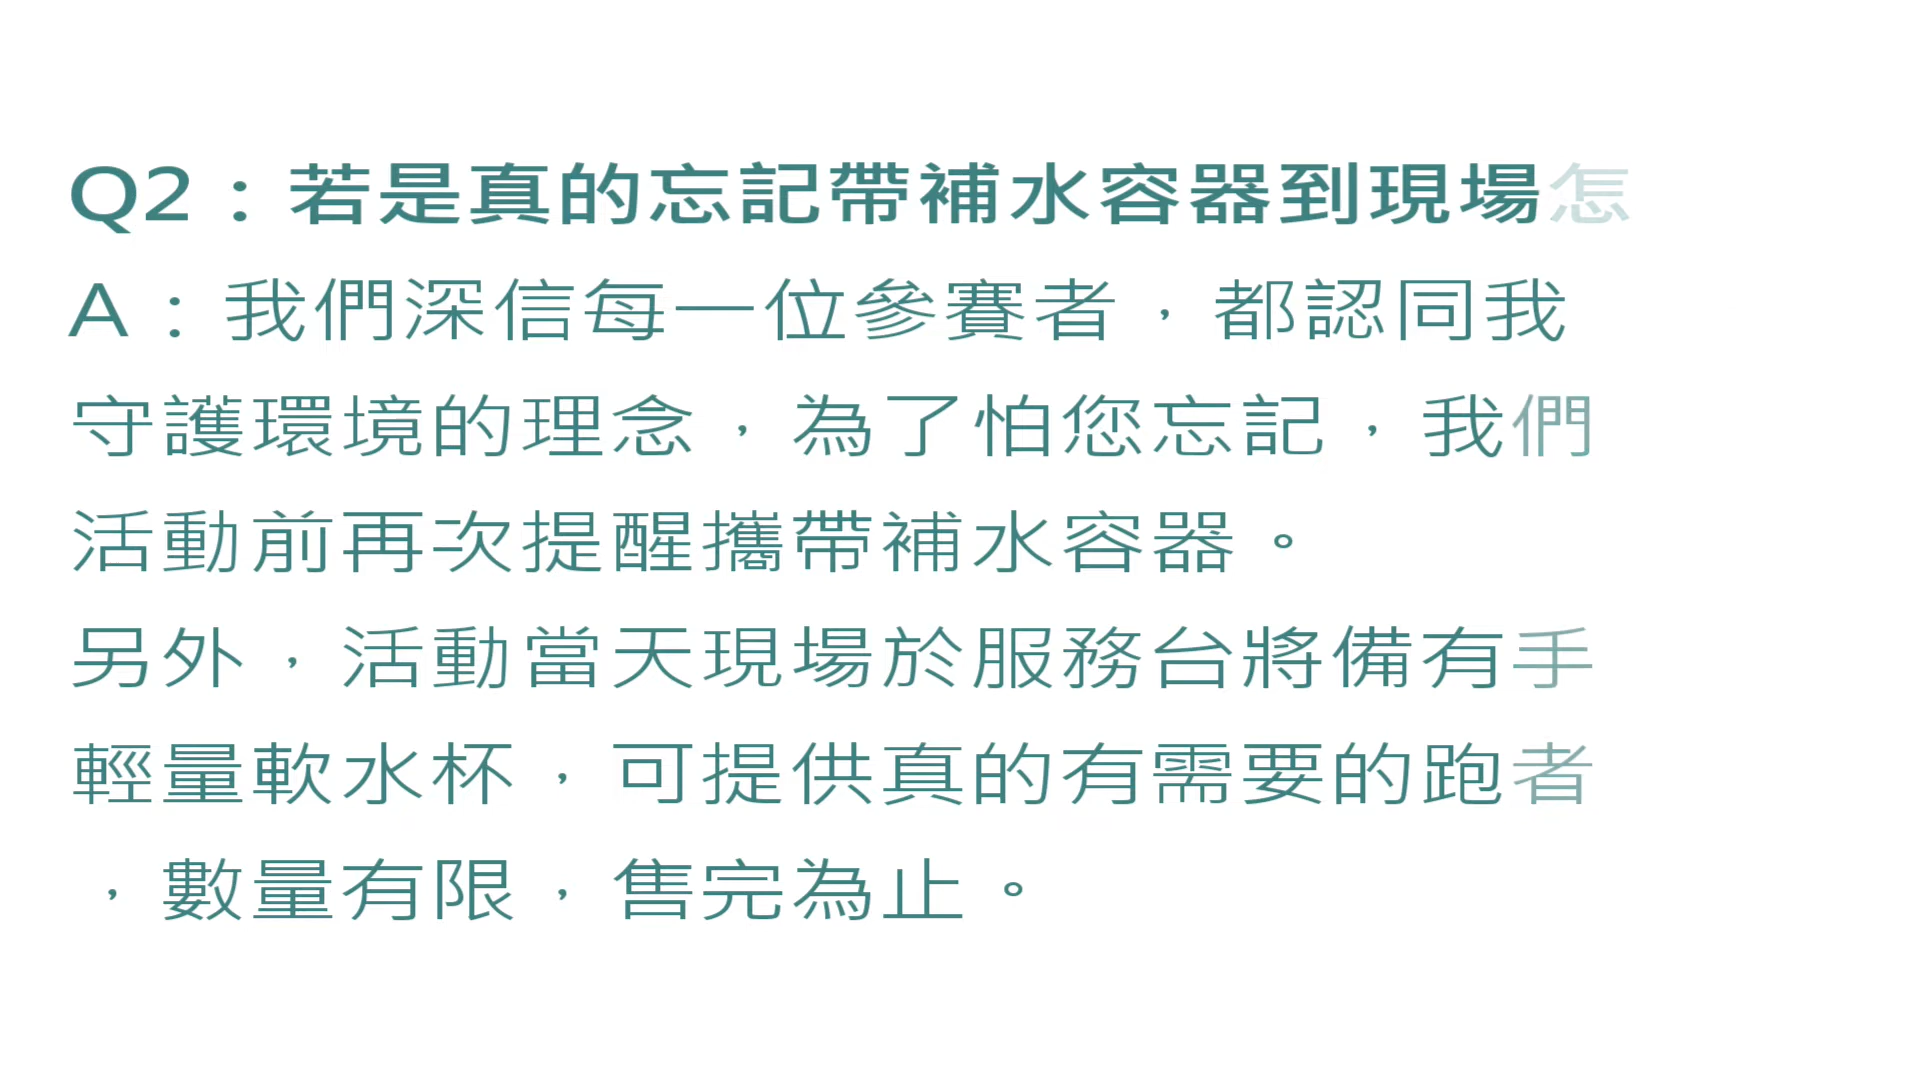 Q2：若是真的忘記帶補水容器到現場怎
A：我們深信每一位參賽者，都認同我
守護環境的理念，為了怕您忘記，我們
活動前再次提醒攜帶補水容器。
另外，活動當天現場於服務台將備有手
輕量軟水杯，可提供真的有需要的跑者
，數量有限，售完為止。